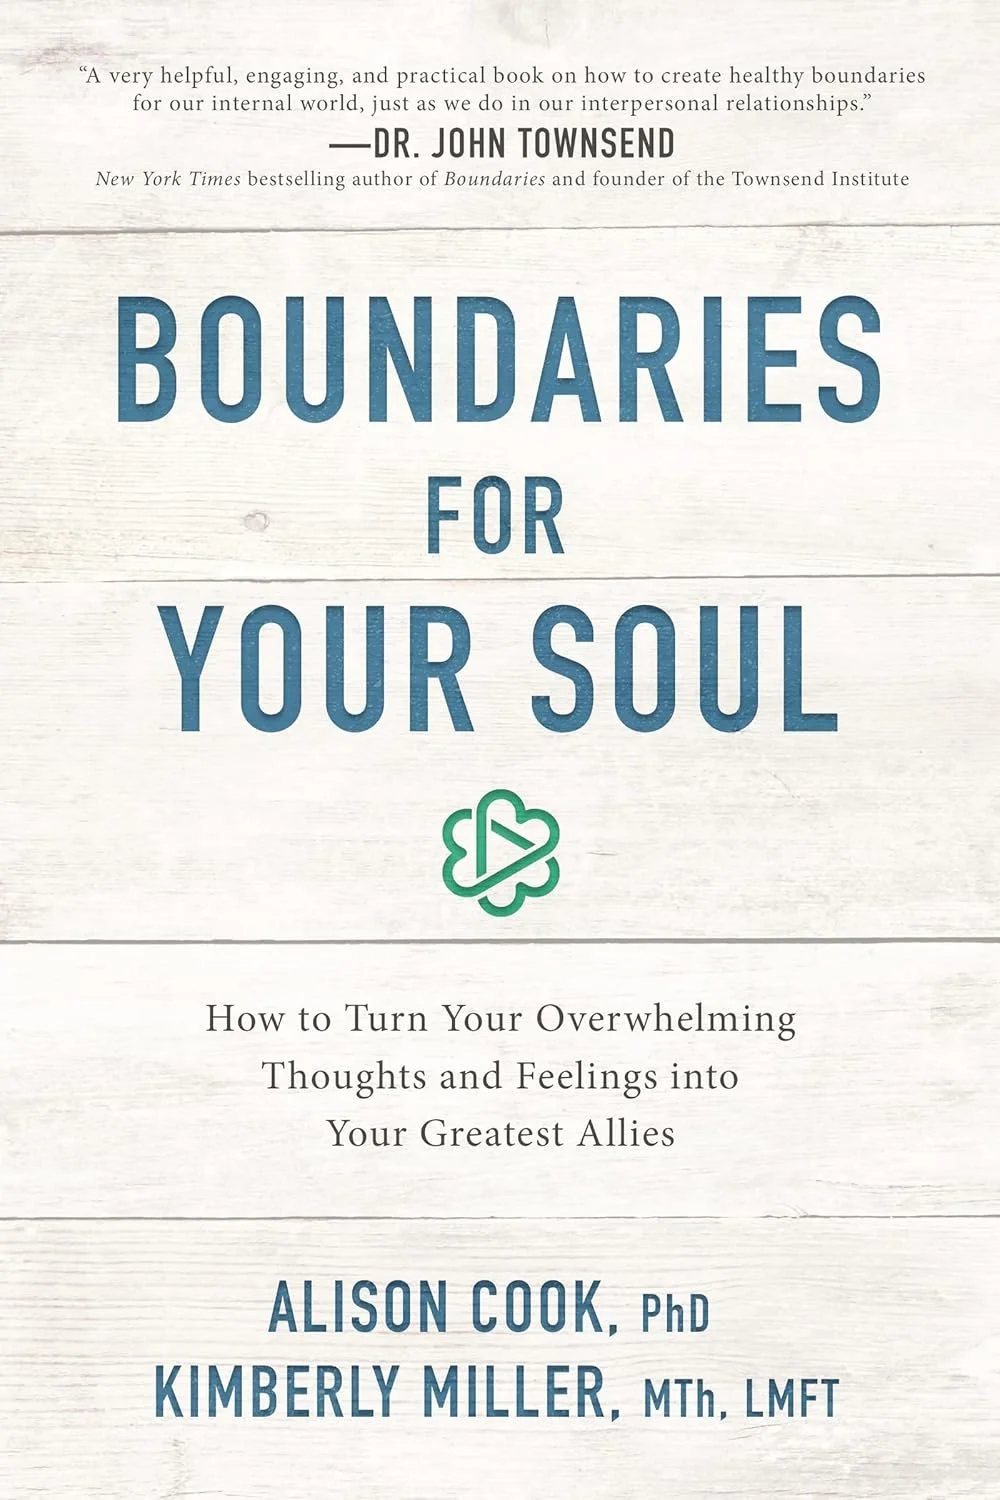 “A very helpful, engaging, and practical book on how to create healthy boundaries
for our internal world, just as we do in our interpersonal relationships.”
—DR. JOHN TOWNSEND
New York Times bestselling author of Boundaries and founder of the Townsend Institute
BOUNDARIES
FOR
YOUR SOUL
How to Turn Your Overwhelming
Thoughts and Feelings into
Your Greatest Allies
ALISON COOK, PhD
KIMBERLY MILLER, MTh, LMFT